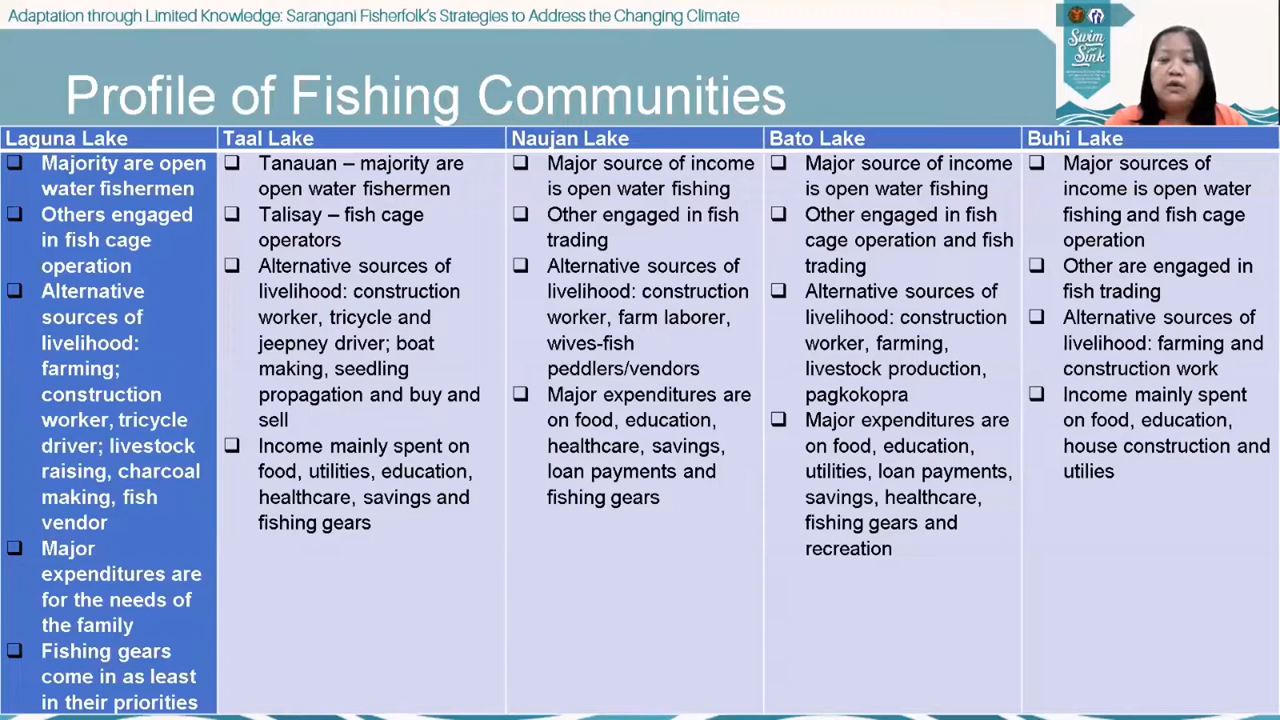 Adaptation through Limited Knowledge: Sarangani Fisherfolk's Strategies to Address the Changing Climate
Swim
Sink
Profile of Fishing Communities
Laguna Lake
Majority are open
water fishermen
Others engaged
in fish cage
operation
Alternative
sources of
livelihood:
farming;
construction
worker, tricycle
driver; livestock
raising, charcoal
making, fish
vendor
Major
expenditures are
for the needs of
the family
Fishing gears
come in as least
in their priorities
Taal Lake
Tanauan – majority are
open water fishermen
Talisay – fish cage
operators
Alternative sources of
livelihood: construction
worker, tricycle and
jeepney driver; boat
making, seedling
propagation and buy and
sell
Income mainly spent on
food, utilities, education,
healthcare, savings and
fishing gears
Naujan Lake
Major source of income
is open water fishing
Other engaged in fish
trading
Alternative sources of
livelihood: construction
worker, farm laborer,
wives-fish
peddlers/vendors
Major expenditures are
on food, education,
healthcare, savings,
loan payments and
fishing gears
Bato Lake
Major source of income
is open water fishing
Other engaged in fish
cage operation and fish
trading
Alternative sources of
livelihood: construction
worker, farming,
livestock production,
pagkokopra
Major expenditures are
on food, education,
utilities, loan payments,
savings, healthcare,
fishing gears and
recreation
Buhi Lake
Major sources of
income is open water
fishing and fish cage
operation
Other are engaged in
fish trading
Alternative sources of
livelihood: farming and
construction work
Income mainly spent
on food, education,
house construction and
utilies